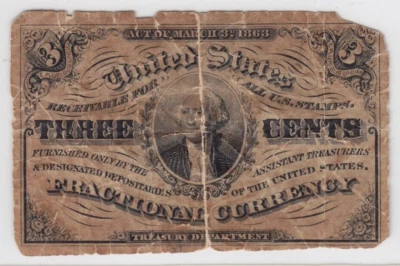 ACT OF MARCH 3D 1863
3 3
United States
RECEIVABLE FOR ALL U.S. STAMPS.
THREE CENTS
FURNISHED ONLY BY THE ASSISTANT TREASURERS
& DESIGNATED DEPOSITARIES OF THE UNITED STATES.
FRACTIONAL CURRENCY
TREASURY DEPARTMENT